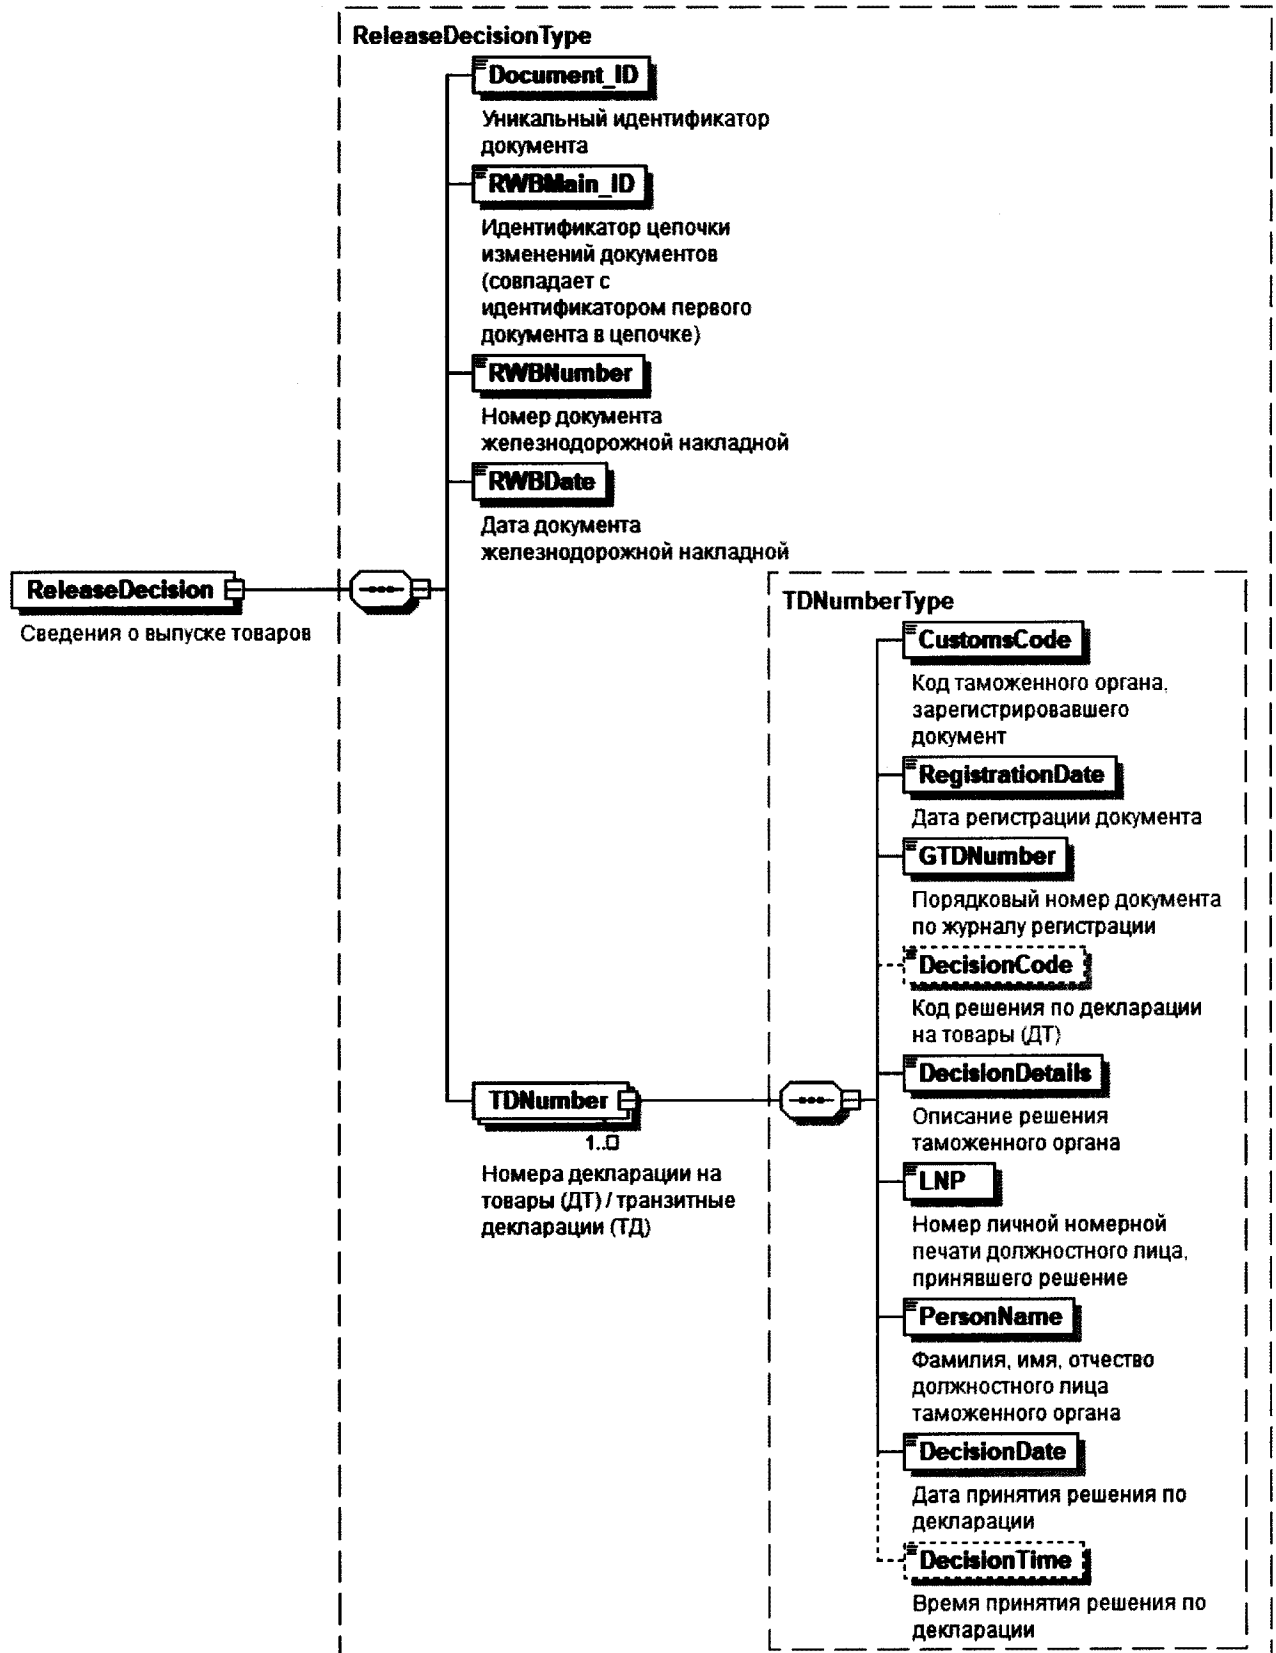 ReleaseDecisionType
Document_ID
Уникальный идентификатор
документа
RWBMain_ID
Идентификатор цепочки
изменений документов
(совпадает с
идентификатором первого
документа в цепочке)
RWBNumber
Номер документа
железнодорожной накладной
RWBDate
Дата документа
железнодорожной накладной
ReleaseDecision
Сведения о выпуске товаров
TDNumber
1..
Номера декларации на
товары (ДТ) / транзитные
декларации (ТД)
TDNumberType
CustomsCode
Код таможенного органа,
зарегистрировавшего
документ
RegistrationDate
Дата регистрации документа
GTDNumber
Порядковый номер документа
по журналу регистрации
DecisionCode
Код решения по декларации
на товары (ДТ)
DecisionDetails
Описание решения
таможенного органа
LNP
Номер личной номерной
печати должностного лица,
принявшего решение
PersonName
Фамилия, имя, отчество
должностного лица
таможенного органа
DecisionDate
Дата принятия решения по
декларации
DecisionTime
Время принятия решения по
декларации